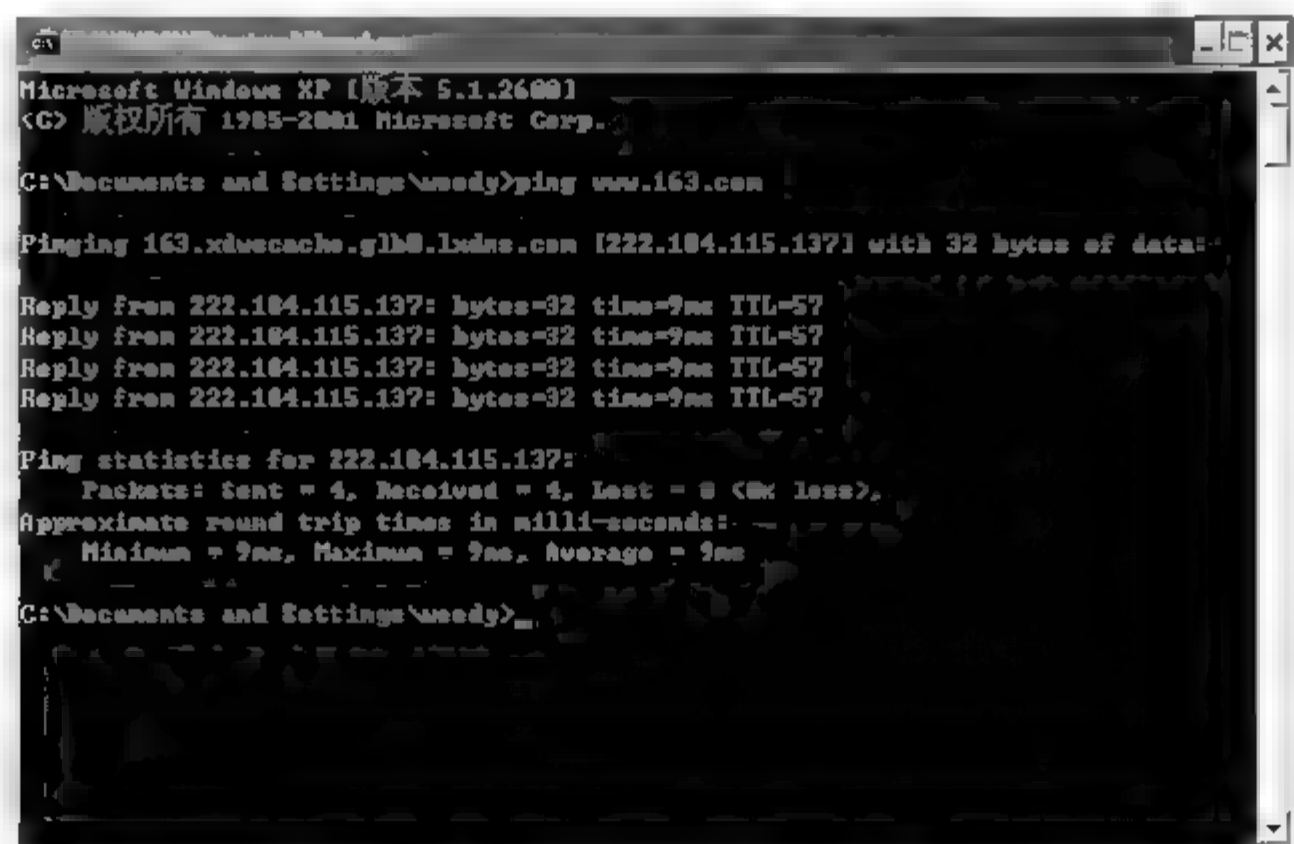 Microsoft Windows XP [版本 5.1.2600]
(C) 版权所有 1985-2001 Microsoft Corp.
C:\Documents and Settings\woody>ping www.163.com
Pinging 163.xdwscache.glb0.lxdns.com [222.184.115.137] with 32 bytes of data:
Reply from 222.184.115.137: bytes=32 time=9ms TTL=57
Reply from 222.184.115.137: bytes=32 time=9ms TTL=57
Reply from 222.184.115.137: bytes=32 time=9ms TTL=57
Reply from 222.184.115.137: bytes=32 time=9ms TTL=57
Ping statistics for 222.184.115.137:
Packets: Sent = 4, Received = 4, Lost = 0 (0% loss),
Approximate round trip times in milli-seconds:
Minimum = 9ms, Maximum = 9ms, Average = 9ms
C:\Documents and Settings\woody>_